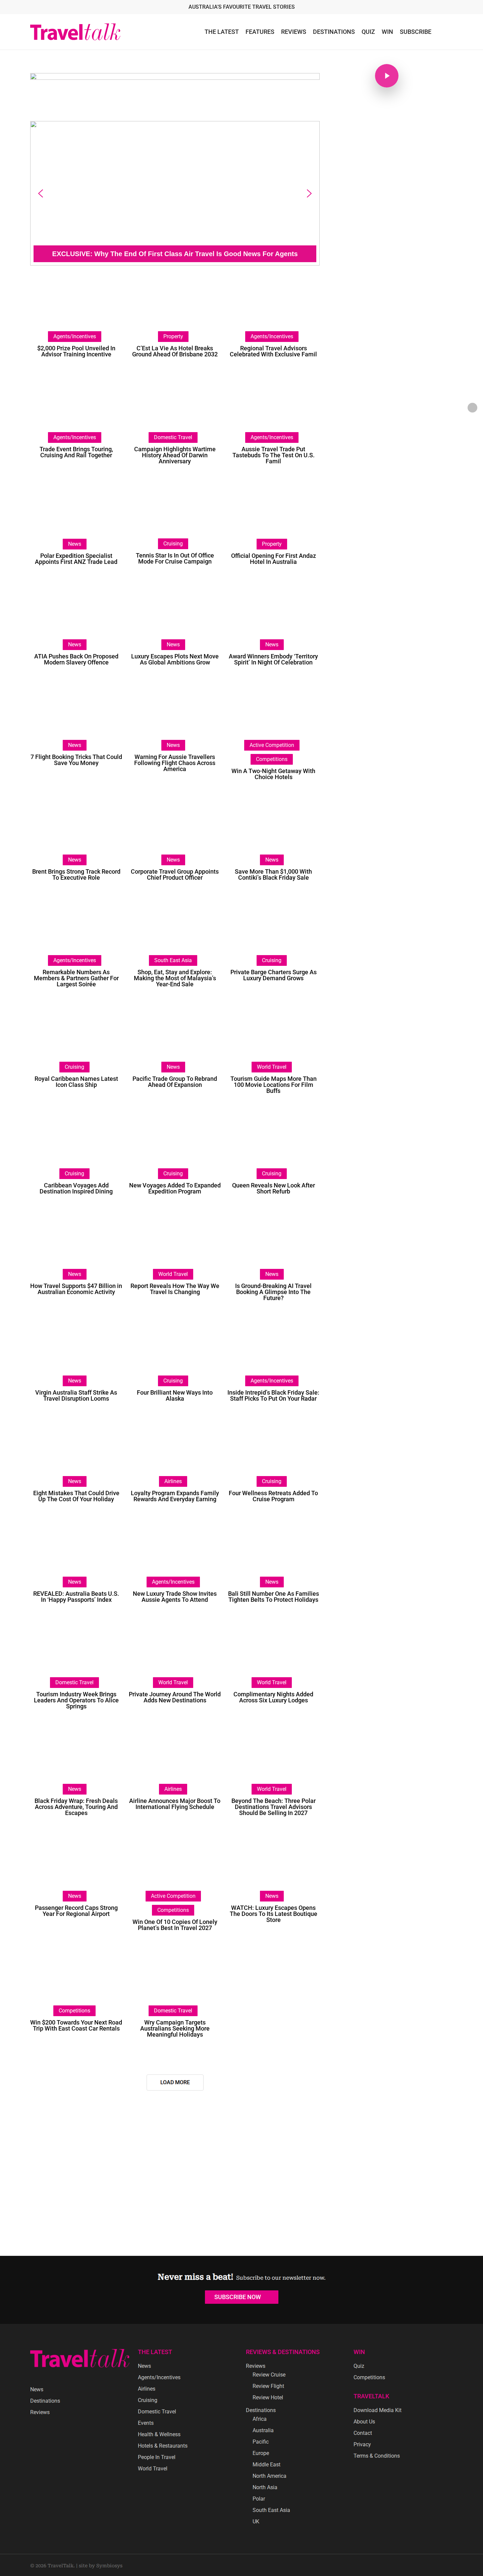 AUSTRALIA'S FAVOURITE TRAVEL STORIES
Traveltalk
THE LATEST FEATURES REVIEWS DESTINATIONS QUIZ WIN SUBSCRIBE
EXCLUSIVE: Why The End Of First Class Air Travel Is Good News For Agents
Agents/Incentives
$2,000 Prize Pool Unveiled In
Advisor Training Incentive
Property
C'Est La Vie As Hotel Breaks
Ground Ahead Of Brisbane 2032
Agents/Incentives
Regional Travel Advisors
Celebrated With Exclusive Famil
Agents/Incentives
Trade Event Brings Touring,
Cruising And Rail Together
Domestic Travel
Campaign Highlights Wartime
History Ahead Of Darwin
Anniversary
Agents/Incentives
Aussie Travel Trade Put
Tastebuds To The Test On U.S.
Famil
News
Polar Expedition Specialist
Appoints First ANZ Trade Lead
Cruising
Tennis Star Is In Out Of Office
Mode For Cruise Campaign
Property
Official Opening For First Andaz
Hotel In Australia
News
ATIA Pushes Back On Proposed
Modern Slavery Offence
News
Luxury Escapes Plots Next Move
As Global Ambitions Grow
News
Award Winners Embody 'Territory
Spirit' In Night Of Celebration
News
7 Flight Booking Tricks That Could
Save You Money
News
Warning For Aussie Travellers
Following Flight Chaos Across
America
Active Competition
Competitions
Win A Two-Night Getaway With
Choice Hotels
News
Brent Brings Strong Track Record
To Executive Role
News
Corporate Travel Group Appoints
Chief Product Officer
News
Save More Than $1,000 With
Contiki's Black Friday Sale
Agents/Incentives
Remarkable Numbers As
Members & Partners Gather For
Largest Soirée
South East Asia
Shop, Eat, Stay and Explore:
Making the Most of Malaysia's
Year-End Sale
Cruising
Private Barge Charters Surge As
Luxury Demand Grows
Cruising
Royal Caribbean Names Latest
Icon Class Ship
News
Pacific Trade Group To Rebrand
Ahead Of Expansion
World Travel
Tourism Guide Maps More Than
100 Movie Locations For Film
Buffs
Cruising
Caribbean Voyages Add
Destination Inspired Dining
Cruising
New Voyages Added To Expanded
Expedition Program
Cruising
Queen Reveals New Look After
Short Refurb
News
How Travel Supports $47 Billion in
Australian Economic Activity
World Travel
Report Reveals How The Way We
Travel Is Changing
News
Is Ground-Breaking AI Travel
Booking A Glimpse Into The
Future?
News
Virgin Australia Staff Strike As
Travel Disruption Looms
Cruising
Four Brilliant New Ways Into
Alaska
Agents/Incentives
Inside Intrepid's Black Friday Sale:
Staff Picks To Put On Your Radar
News
Eight Mistakes That Could Drive
Up The Cost Of Your Holiday
Airlines
Loyalty Program Expands Family
Rewards And Everyday Earning
Cruising
Four Wellness Retreats Added To
Cruise Program
News
REVEALED: Australia Beats U.S.
In 'Happy Passports' Index
Agents/Incentives
New Luxury Trade Show Invites
Aussie Agents To Attend
News
Bali Still Number One As Families
Tighten Belts To Protect Holidays
Domestic Travel
Tourism Industry Week Brings
Leaders And Operators To Alice
Springs
World Travel
Private Journey Around The World
Adds New Destinations
World Travel
Complimentary Nights Added
Across Six Luxury Lodges
News
Black Friday Wrap: Fresh Deals
Across Adventure, Touring And
Escapes
Airlines
Airline Announces Major Boost To
International Flying Schedule
World Travel
Beyond The Beach: Three Polar
Destinations Travel Advisors
Should Be Selling In 2027
News
Passenger Record Caps Strong
Year For Regional Airport
Active Competition
Competitions
Win One Of 10 Copies Of Lonely
Planet's Best In Travel 2027
News
WATCH: Luxury Escapes Opens
The Doors To Its Latest Boutique
Store
Competitions
Win $200 Towards Your Next Road
Trip With East Coast Car Rentals
Domestic Travel
Wry Campaign Targets
Australians Seeking More
Meaningful Holidays
LOAD MORE
Never miss a beat! Subscribe to our newsletter now.
SUBSCRIBE NOW
Traveltalk
News
Destinations
Reviews
THE LATEST
News
Agents/Incentives
Airlines
Cruising
Domestic Travel
Events
Health & Wellness
Hotels & Restaurants
People In Travel
World Travel
REVIEWS & DESTINATIONS
Reviews
Review Cruise
Review Flight
Review Hotel
Destinations
Africa
Australia
Pacific
Europe
Middle East
North America
North Asia
Polar
South East Asia
UK
WIN
Quiz
Competitions
TRAVELTALK
Download Media Kit
About Us
Contact
Privacy
Terms & Conditions